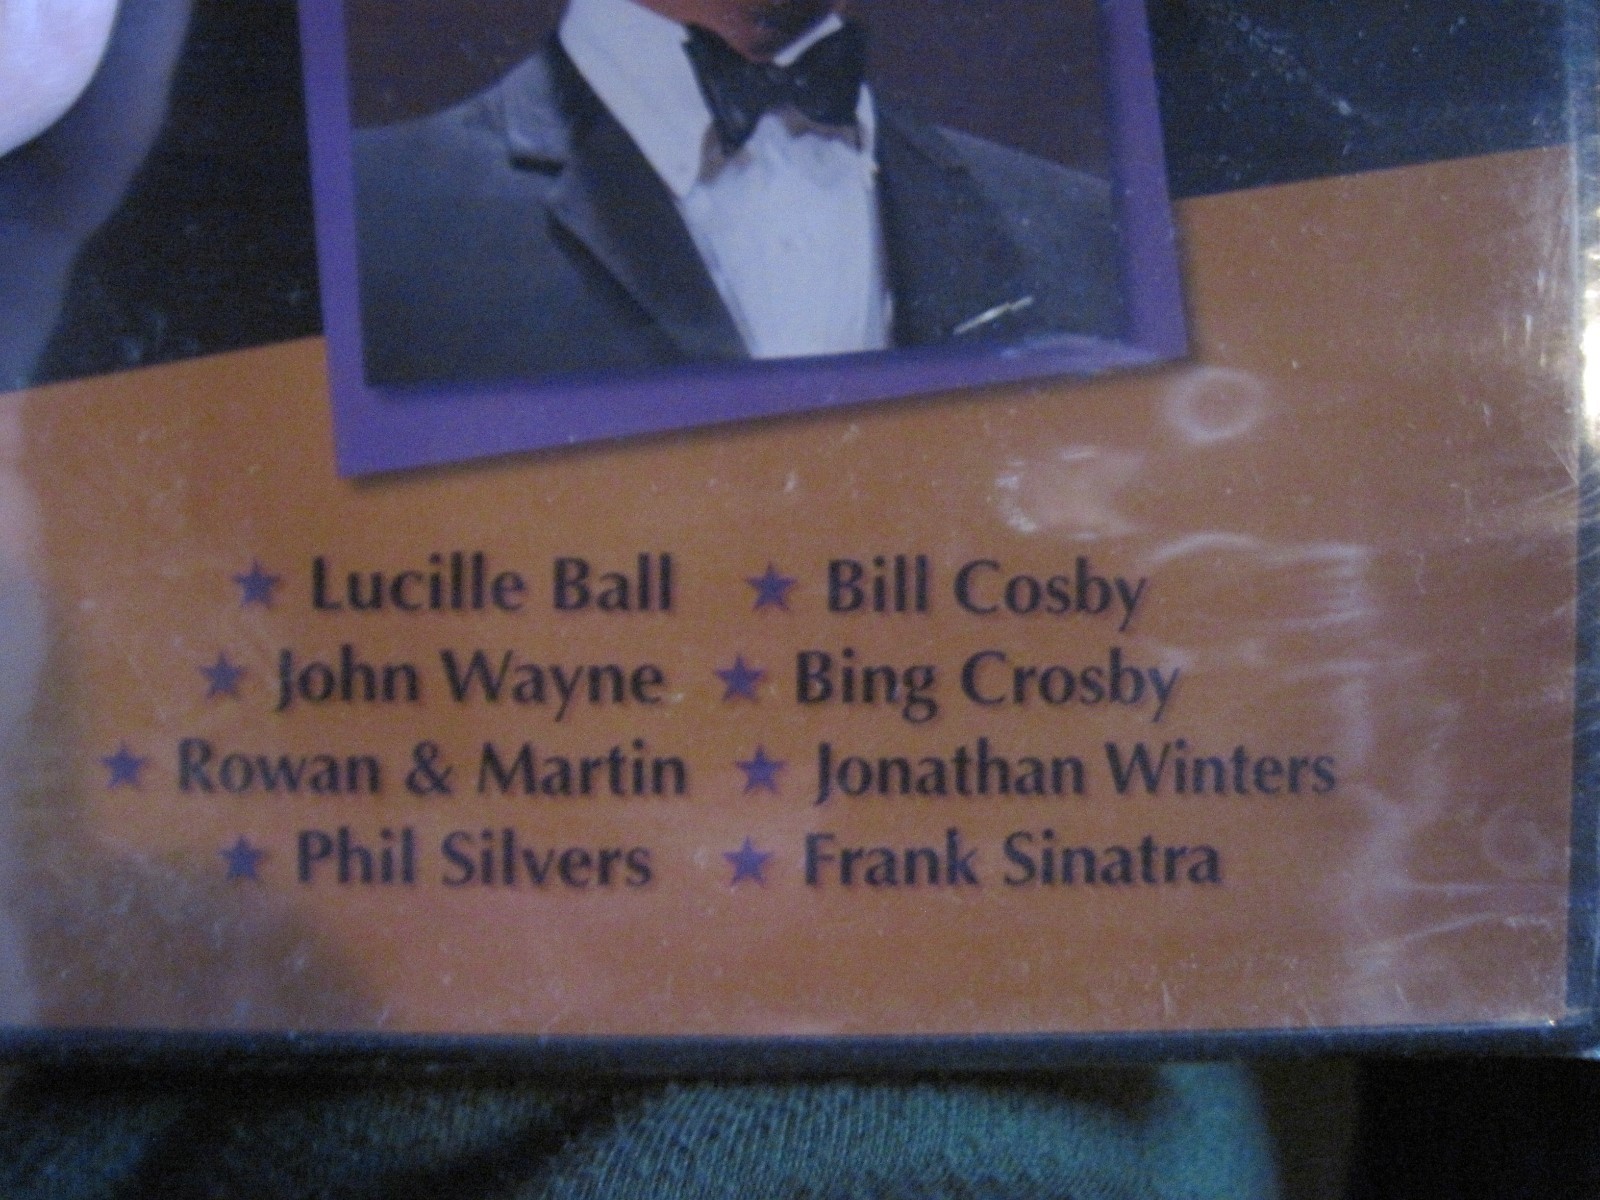 ★ Lucille Ball ★ Bill Cosby
★ John Wayne ★ Bing Crosby
★ Rowan & Martin ★ Jonathan Winters
★ Phil Silvers ★ Frank Sinatra